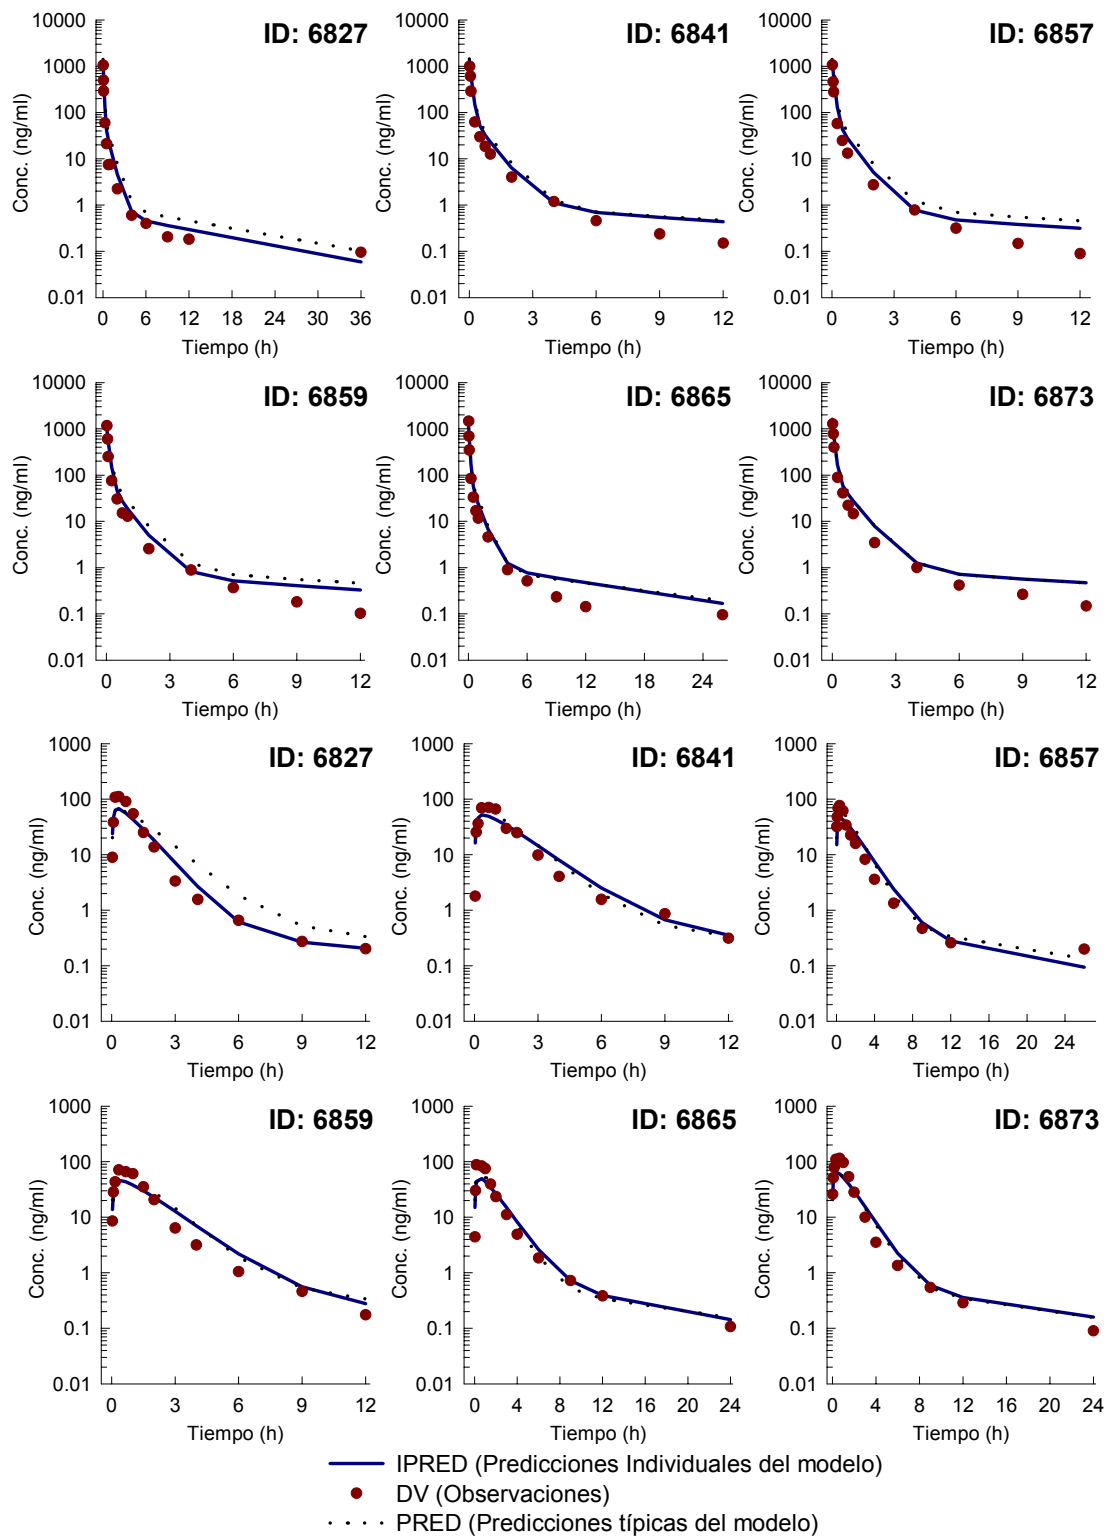 ID: 6827
10000
1000
100
10
1
0.1
0.01
Conc. (ng/ml)
0 6 12 18 24 30 36
Tiempo (h)
ID: 6841
10000
1000
100
10
1
0.1
0.01
Conc. (ng/ml)
0 3 6 9 12
Tiempo (h)
ID: 6857
10000
1000
100
10
1
0.1
0.01
Conc. (ng/ml)
0 3 6 9 12
Tiempo (h)
ID: 6859
10000
1000
100
10
1
0.1
0.01
Conc. (ng/ml)
0 3 6 9 12
Tiempo (h)
ID: 6865
10000
1000
100
10
1
0.1
0.01
Conc. (ng/ml)
0 6 12 18 24
Tiempo (h)
ID: 6873
10000
1000
100
10
1
0.1
0.01
Conc. (ng/ml)
0 3 6 9 12
Tiempo (h)
ID: 6827
1000
100
10
1
0.1
0.01
Conc. (ng/ml)
0 3 6 9 12
Tiempo (h)
ID: 6841
1000
100
10
1
0.1
0.01
Conc. (ng/ml)
0 3 6 9 12
Tiempo (h)
ID: 6857
1000
100
10
1
0.1
0.01
Conc. (ng/ml)
0 4 8 12 16 20 24
Tiempo (h)
ID: 6859
1000
100
10
1
0.1
0.01
Conc. (ng/ml)
0 3 6 9 12
Tiempo (h)
ID: 6865
1000
100
10
1
0.1
0.01
Conc. (ng/ml)
0 4 8 12 16 20 24
Tiempo (h)
ID: 6873
1000
100
10
1
0.1
0.01
Conc. (ng/ml)
0 4 8 12 16 20 24
Tiempo (h)
IPRED (Predicciones Individuales del modelo)
DV (Observaciones)
PRED (Predicciones típicas del modelo)